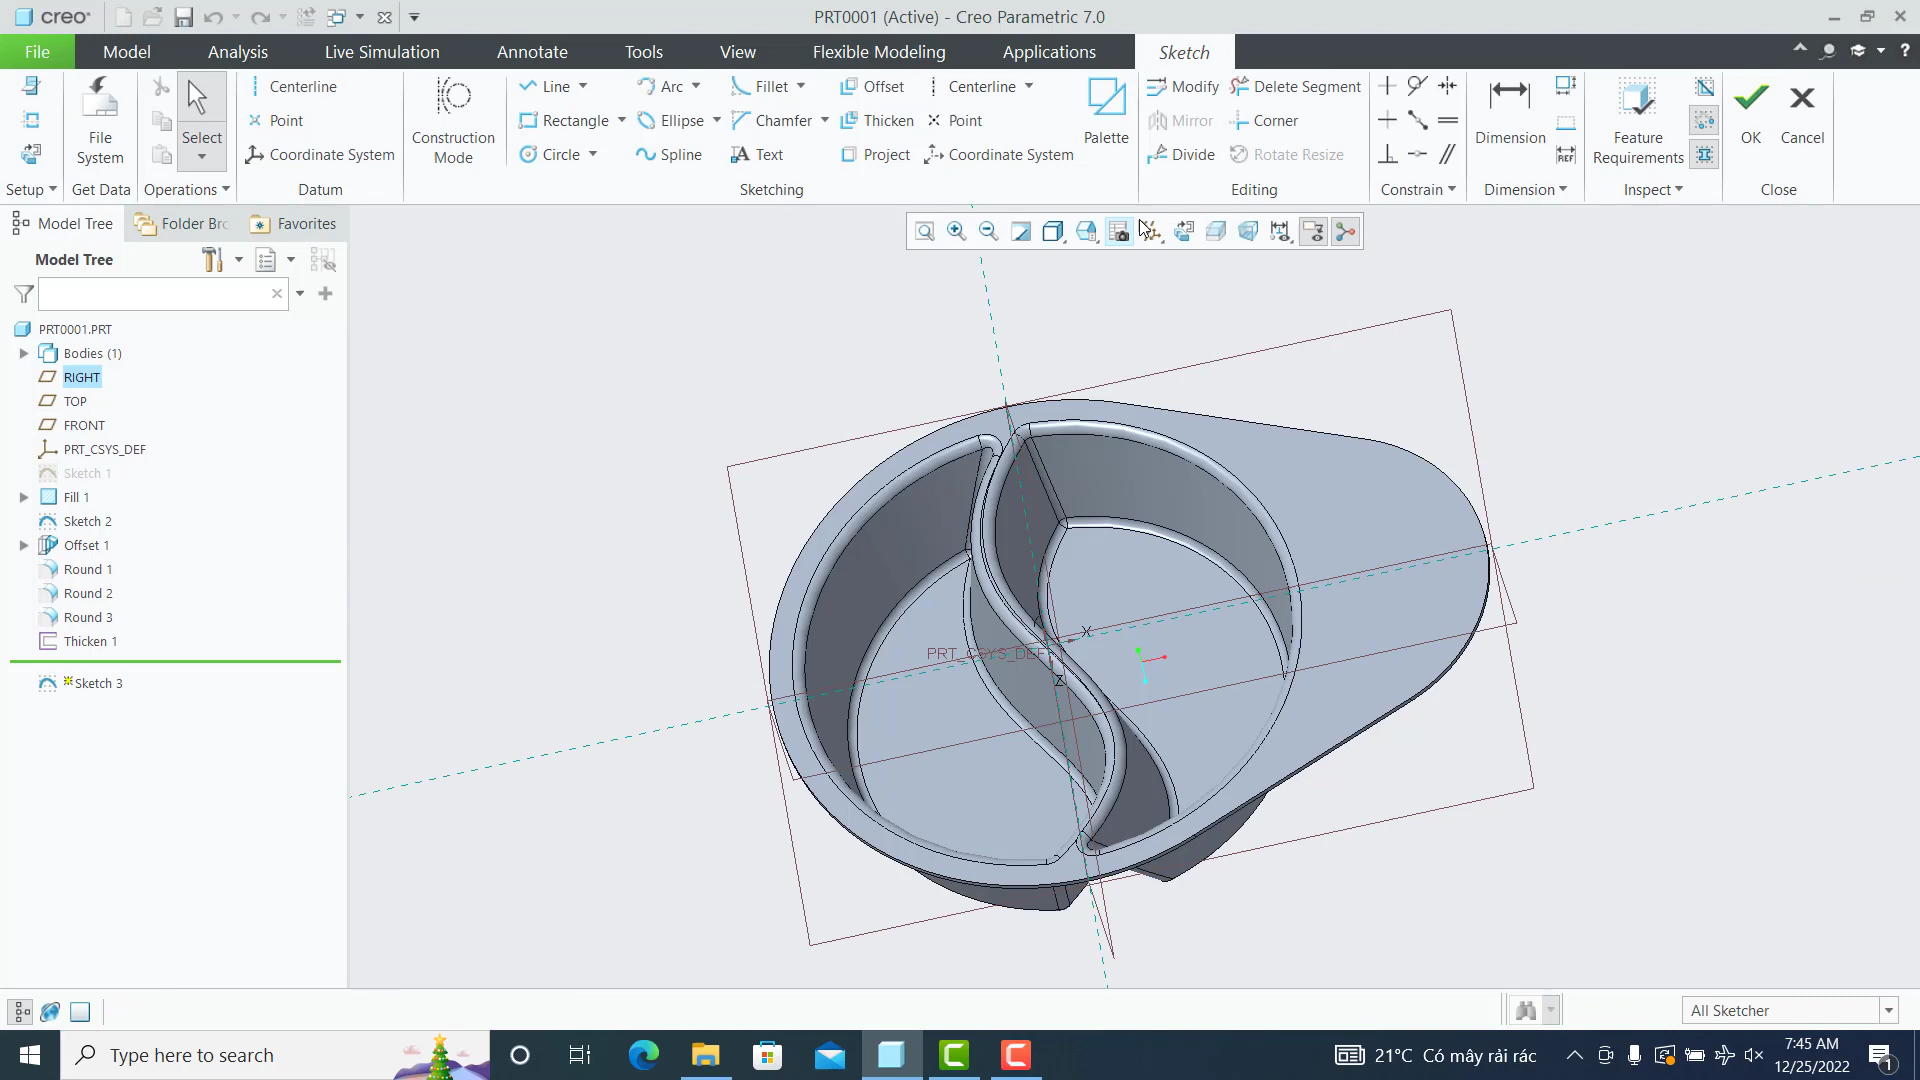 creo
PRT0001 (Active) - Creo Parametric 7.0
File Model Analysis Live Simulation Annotate Tools View Flexible Modeling Applications Sketch
Centerline Line Arc Fillet Offset Centerline Modify Delete Segment
Point Rectangle Ellipse Chamfer Thicken Point Mirror Corner
File System Select Coordinate System Construction Mode Circle Spline Text Project Coordinate System Palette Divide Rotate Resize Dimension REF Feature Requirements OK Cancel
Setup Get Data Operations Datum Sketching Editing Constrain Dimension Inspect Close
Model Tree Folder Br Favorites
Model Tree
PRT0001.PRT
Bodies (1)
RIGHT
TOP
FRONT
PRT_CSYS_DEF
Sketch 1
Fill 1
Sketch 2
Offset 1
Round 1
Round 2
Round 3
Thicken 1
Sketch 3
X
PRT_CSYS_DEF
Z
All Sketcher
Type here to search
21°C Có mây rải rác
7:45 AM
12/25/2022
1